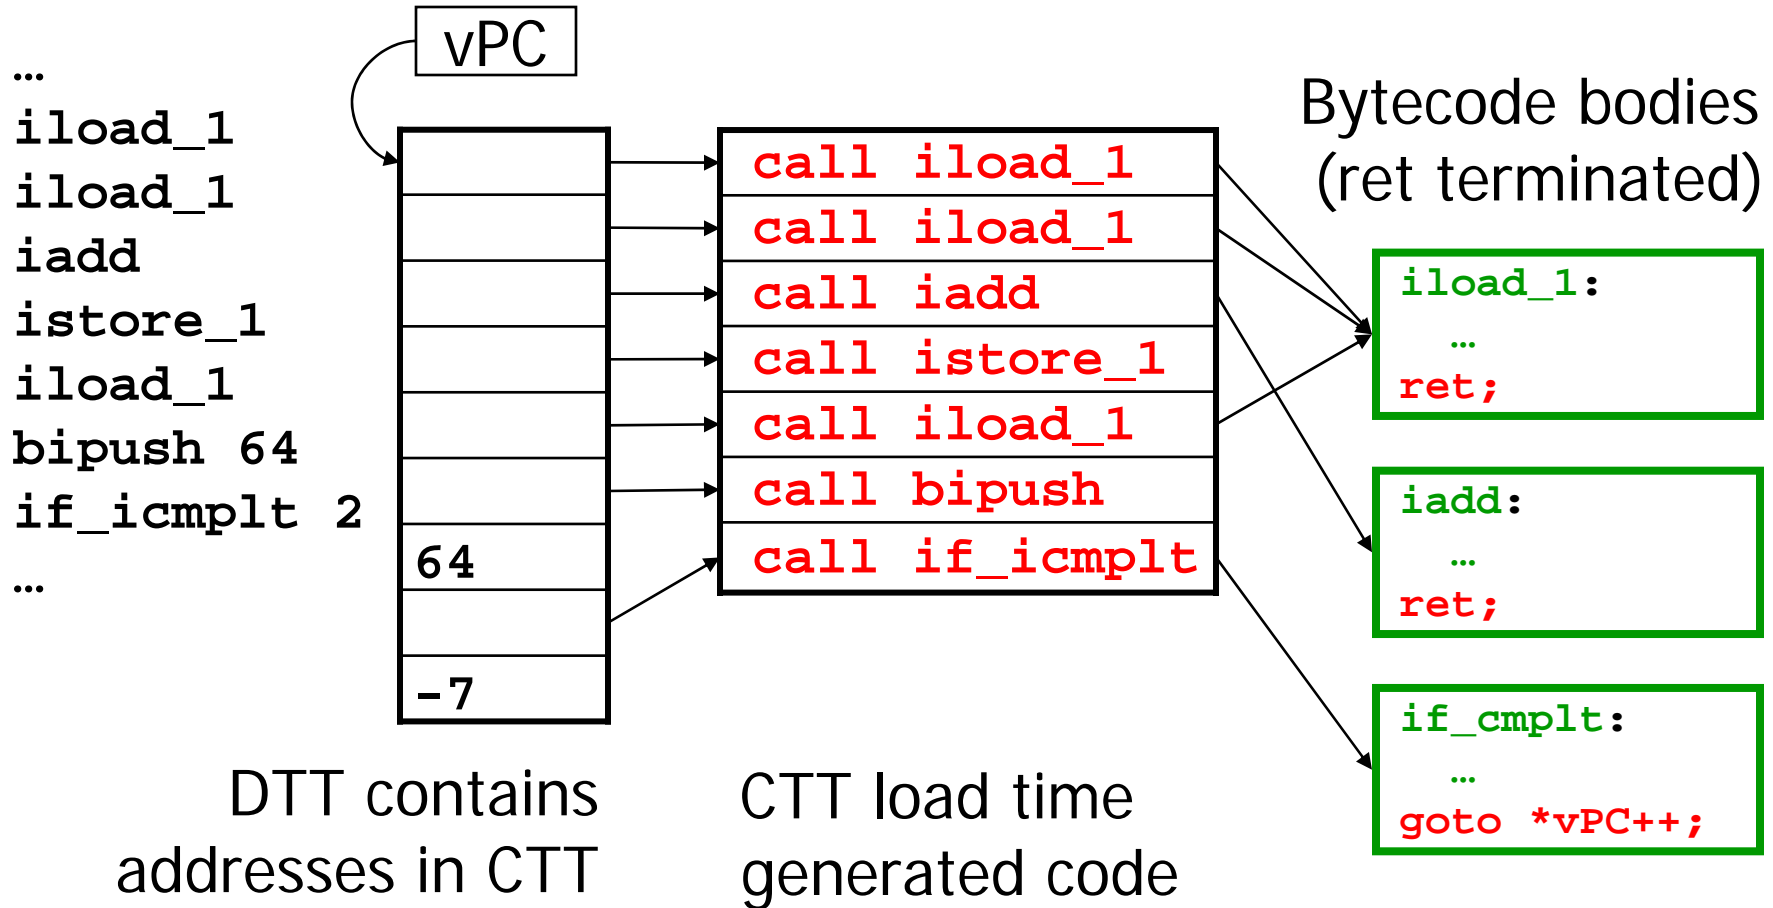 vPC
…
iload_1
iload_1
iadd
istore_1
iload_1
bipush 64
if_icmplt 2
…
64
-7
DTT contains
addresses in CTT
call iload_1
call iload_1
call iadd
call istore_1
call iload_1
call bipush
call if_icmplt
CTT load time
generated code
Bytecode bodies
(ret terminated)
iload_1:
…
ret;
iadd:
…
ret;
if_cmplt:
…
goto *vPC++;